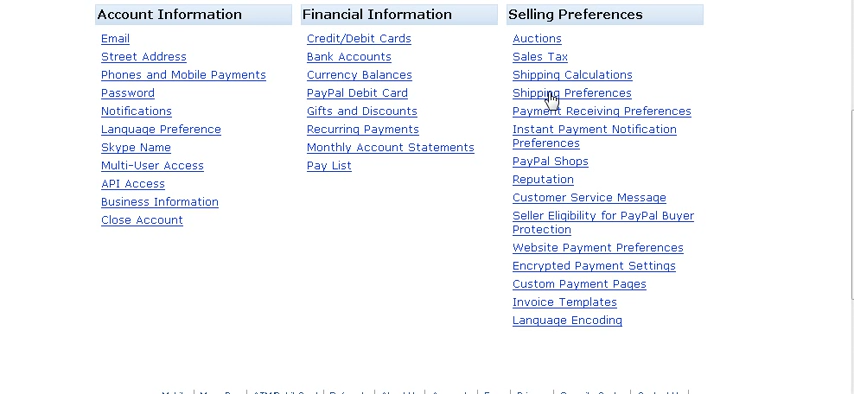 Account Information
Email
Street Address
Phones and Mobile Payments
Password
Notifications
Language Preference
Skype Name
Multi-User Access
API Access
Business Information
Close Account
Financial Information
Credit/Debit Cards
Bank Accounts
Currency Balances
PayPal Debit Card
Gifts and Discounts
Recurring Payments
Monthly Account Statements
Pay List
Selling Preferences
Auctions
Sales Tax
Shipping Calculations
Shipping Preferences
Payment Receiving Preferences
Instant Payment Notification
Preferences
PayPal Shops
Reputation
Customer Service Message
Seller Eligibility for PayPal Buyer
Protection
Website Payment Preferences
Encrypted Payment Settings
Custom Payment Pages
Invoice Templates
Language Encoding